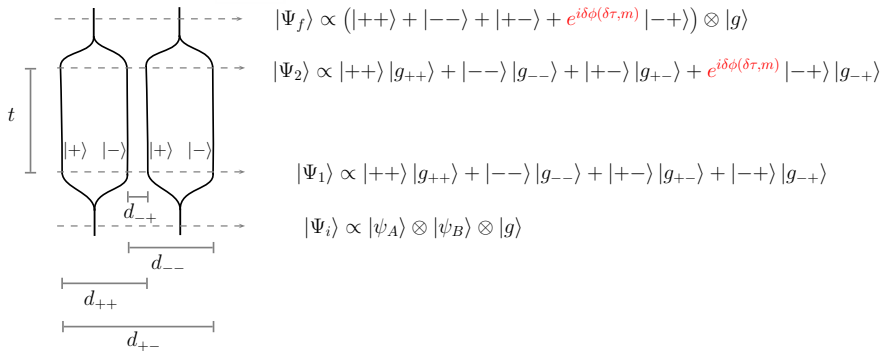 |Ψ_f⟩ ∝ (|++⟩ + |−−⟩ + |+−⟩ + e^{iδϕ(δτ,m)} |−+⟩) ⊗ |g⟩
|Ψ_2⟩ ∝ |++⟩ |g_{++}⟩ + |−−⟩ |g_{−−}⟩ + |+−⟩ |g_{+−}⟩ + e^{iδϕ(δτ,m)} |−+⟩ |g_{−+}⟩
t
|+⟩ |−⟩ |+⟩ |−⟩
|Ψ_1⟩ ∝ |++⟩ |g_{++}⟩ + |−−⟩ |g_{−−}⟩ + |+−⟩ |g_{+−}⟩ + |−+⟩ |g_{−+}⟩
d_{−+}
|Ψ_i⟩ ∝ |ψ_A⟩ ⊗ |ψ_B⟩ ⊗ |g⟩
d_{−−}
d_{++}
d_{+−}